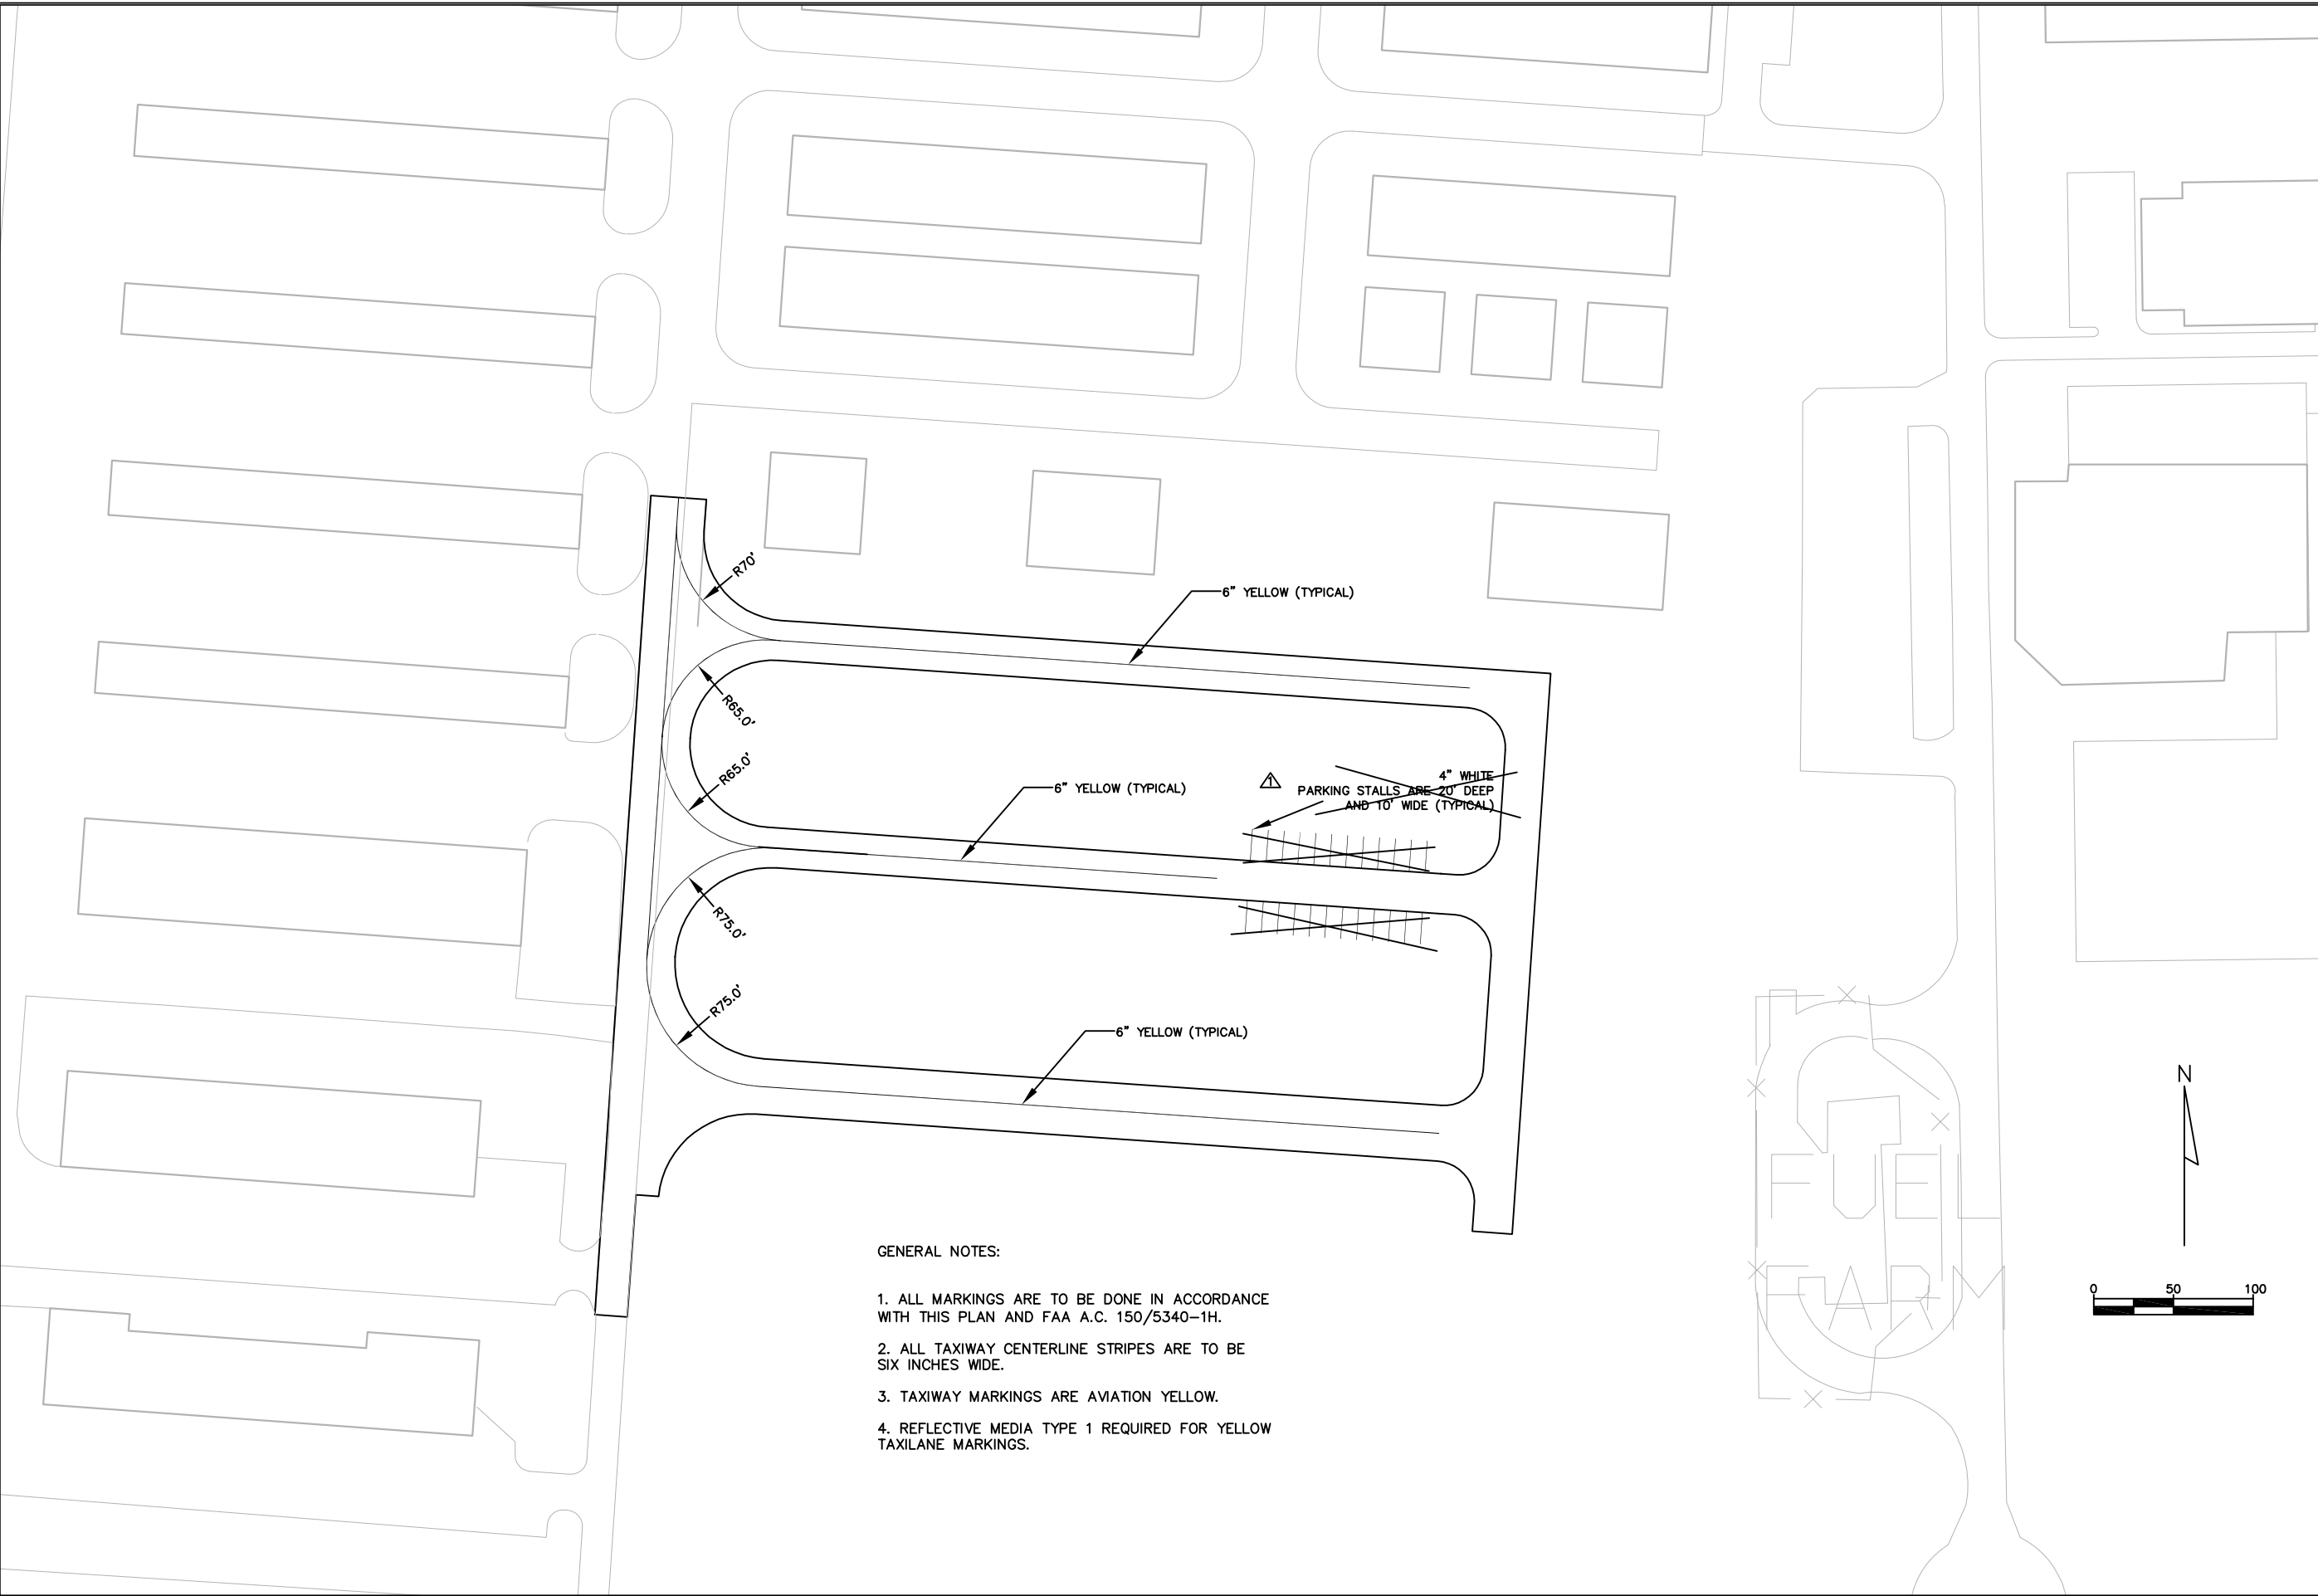 R70'
6" YELLOW (TYPICAL)
R65.0'
R65.0'
6" YELLOW (TYPICAL)
1
4" WHITE
PARKING STALLS ARE 20' DEEP
AND 10' WIDE (TYPICAL)
R75.0'
R75.0'
6" YELLOW (TYPICAL)
FUEL
FARM
N
0 50 100
GENERAL NOTES:
1. ALL MARKINGS ARE TO BE DONE IN ACCORDANCE
WITH THIS PLAN AND FAA A.C. 150/5340-1H.
2. ALL TAXIWAY CENTERLINE STRIPES ARE TO BE
SIX INCHES WIDE.
3. TAXIWAY MARKINGS ARE AVIATION YELLOW.
4. REFLECTIVE MEDIA TYPE 1 REQUIRED FOR YELLOW
TAXILANE MARKINGS.